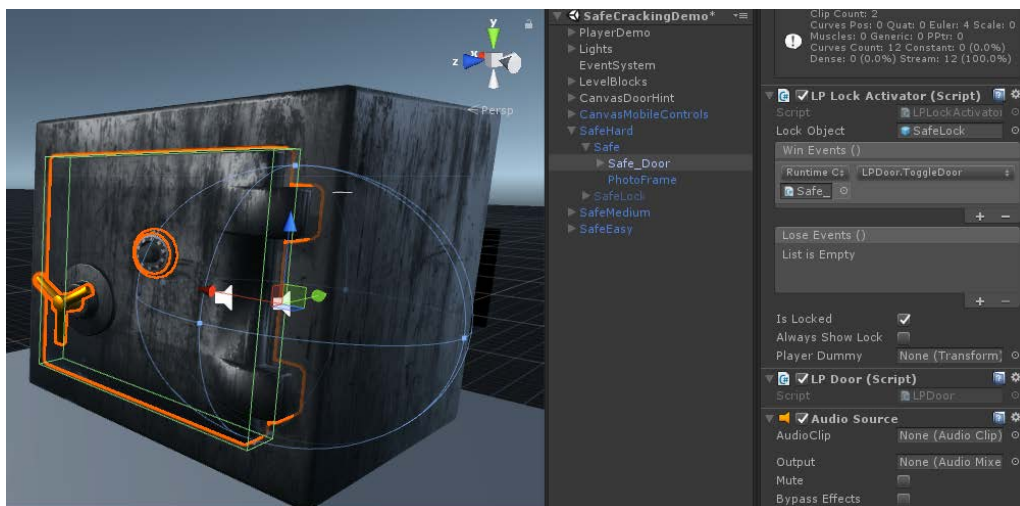 y
x
z
Persp
SafeCrackingDemo*
PlayerDemo
Lights
EventSystem
LevelBlocks
CanvasDoorHint
CanvasMobileControls
SafeHard
Safe
Safe_Door
PhotoFrame
SafeLock
SafeMedium
SafeEasy
Clip Count: 2
Curves Pos: 0 Quat: 0 Euler: 4 Scale: 0
Muscles: 0 Generic: 0 PPtr: 0
Curves Count: 12 Constant: 0 (0.0%)
Dense: 0 (0.0%) Stream: 12 (100.0%)
LP Lock Activator (Script)
Script LPLockActivator
Lock Object SafeLock
Win Events ()
Runtime C LPDoor.ToggleDoor
Safe_
Lose Events ()
List is Empty
Is Locked
Always Show Lock
Player Dummy None (Transform)
LP Door (Script)
Script LPDoor
Audio Source
AudioClip None (Audio Clip)
Output None (Audio Mixe
Mute
Bypass Effects